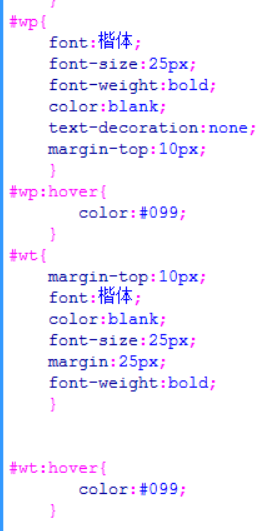 }
#wp{
font:楷体;
font-size:25px;
font-weight:bold;
color:blank;
text-decoration:none;
margin-top:10px;
}
#wp:hover{
color:#099;
}
#wt{
margin-top:10px;
font:楷体;
color:blank;
font-size:25px;
margin:25px;
font-weight:bold;
}
#wt:hover{
color:#099;
}